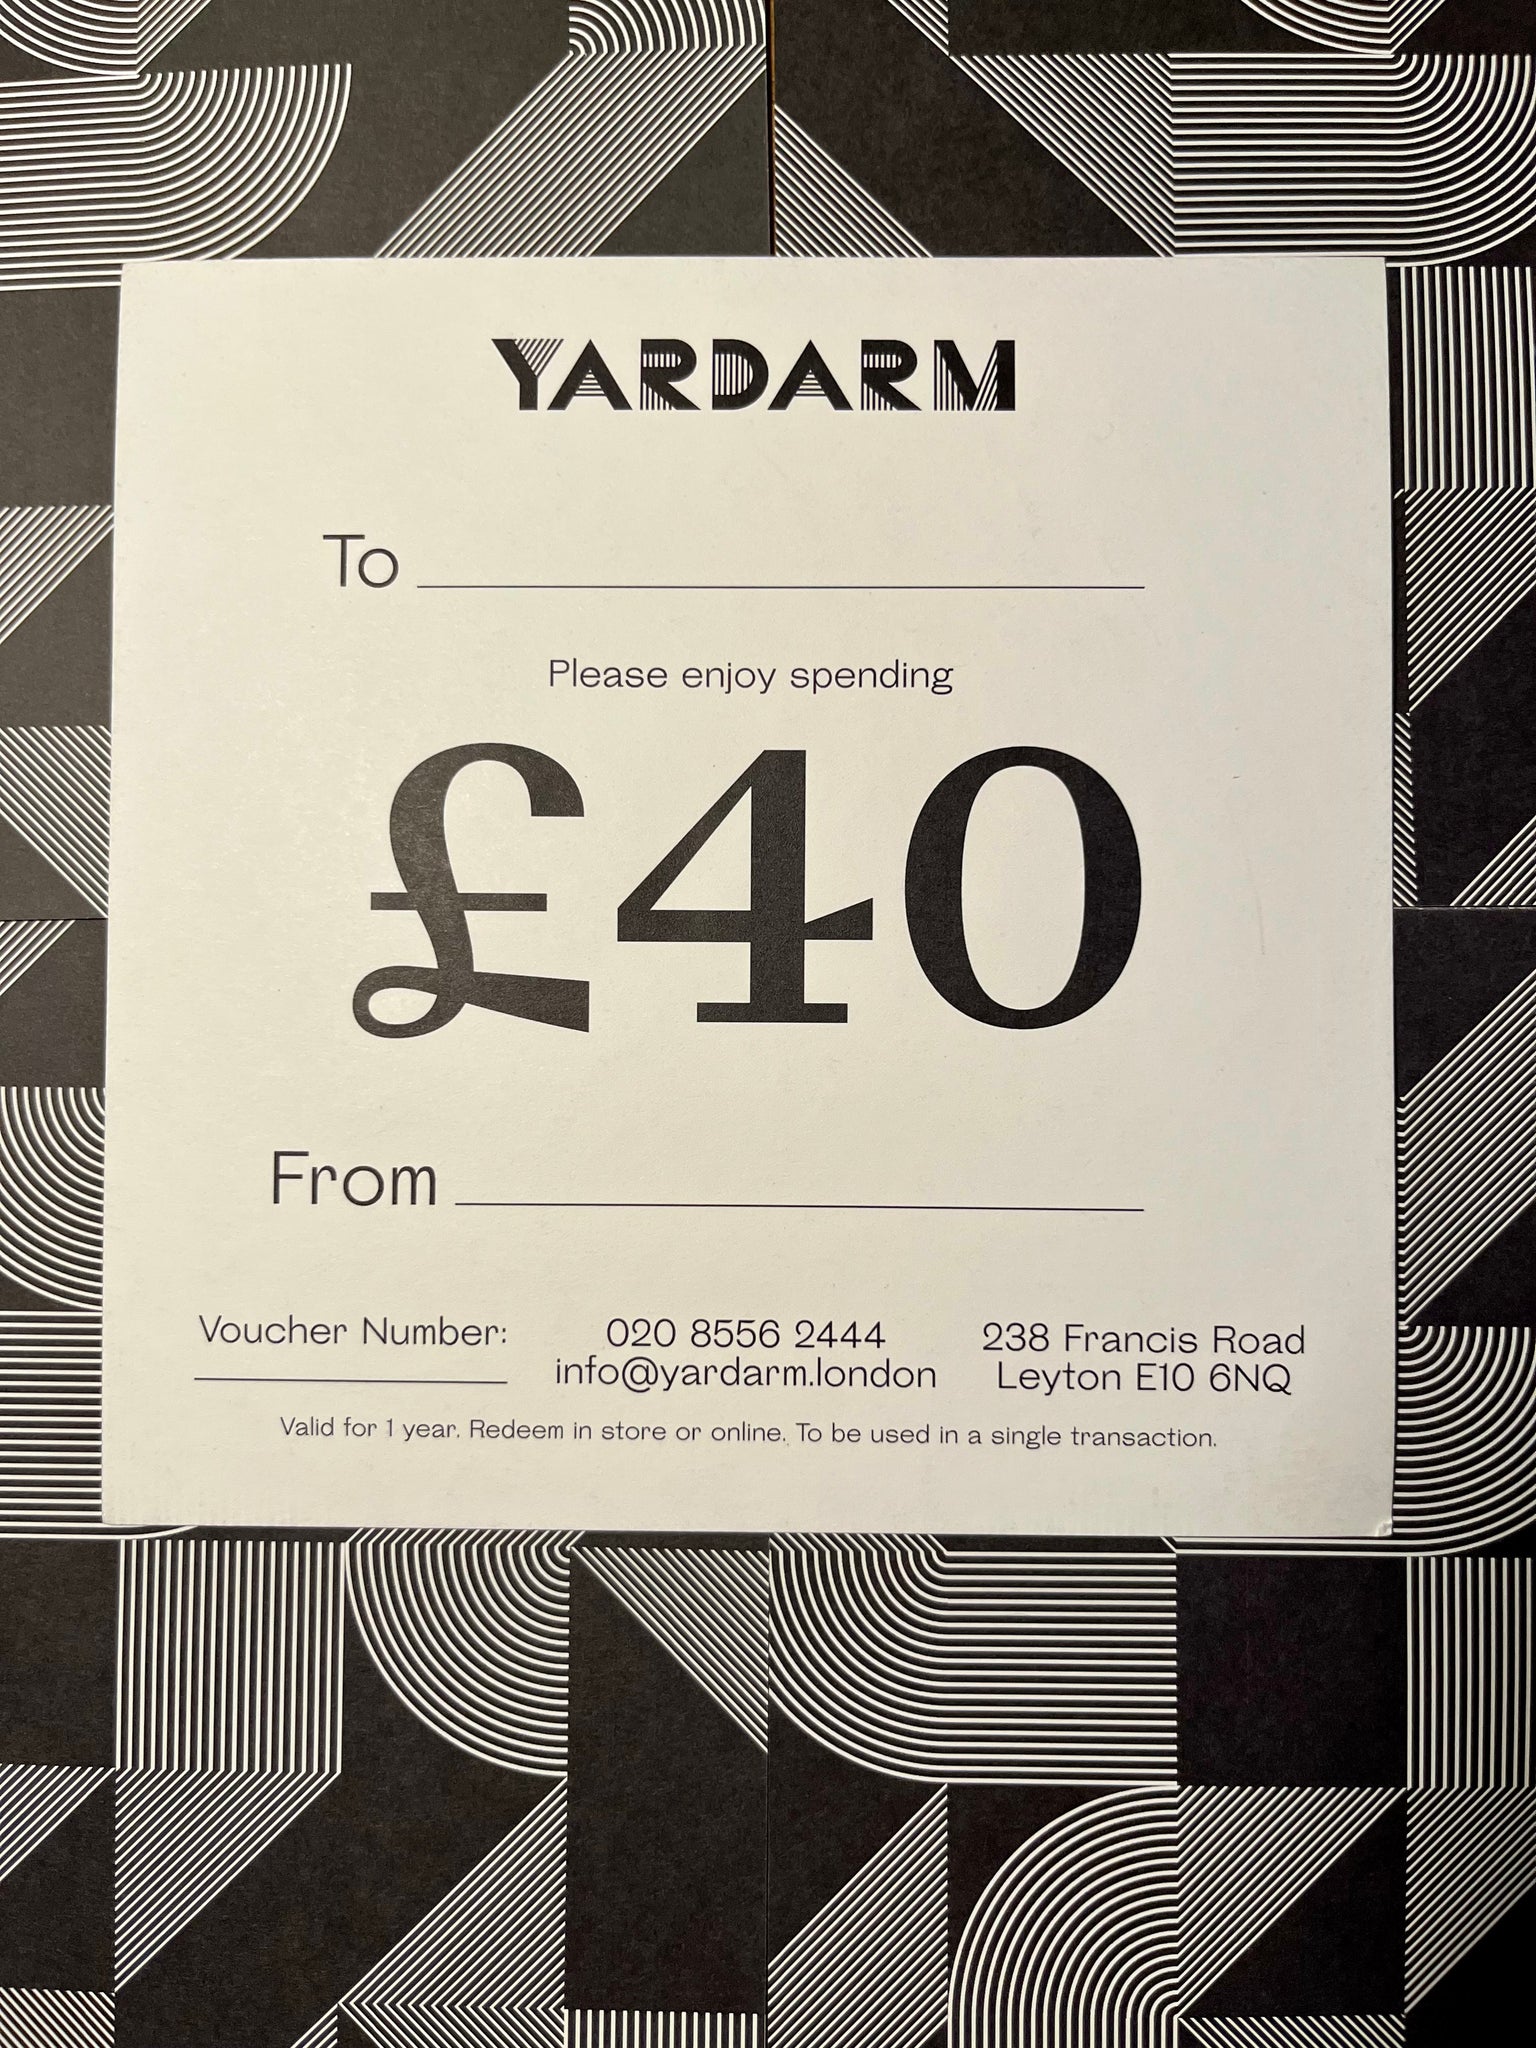 YARDARM
To
Please enjoy spending
£40
From
Voucher Number:
020 8556 2444
info@yardarm.london
238 Francis Road
Leyton E10 6NQ
Valid for 1 year. Redeem in store or online. To be used in a single transaction.